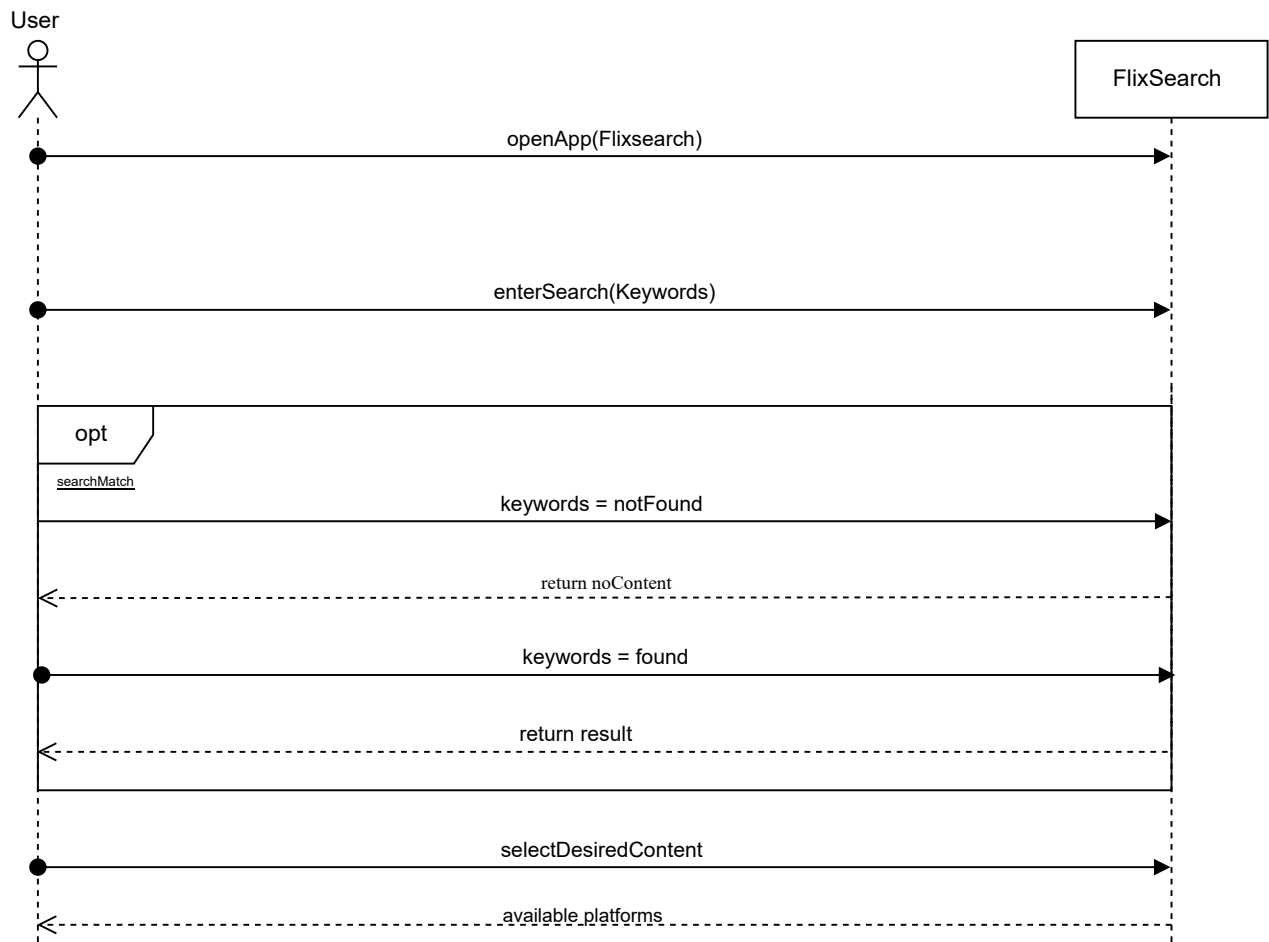 User
FlixSearch
openApp(Flixsearch)
enterSearch(Keywords)
opt
searchMatch
keywords = notFound
return noContent
keywords = found
return result
selectDesiredContent
available platforms